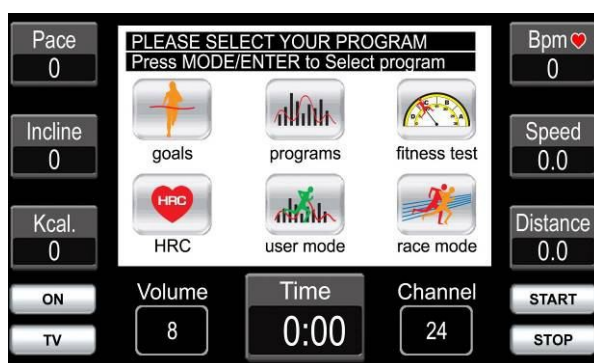 Pace
0
PLEASE SELECT YOUR PROGRAM
Press MODE/ENTER to Select program
Bpm
0
Incline
0
goals
programs
fitness test
Speed
0.0
Kcal.
0
HRC
HRC
user mode
race mode
Distance
0.0
ON
TV
Volume
8
Time
0:00
Channel
24
START
STOP